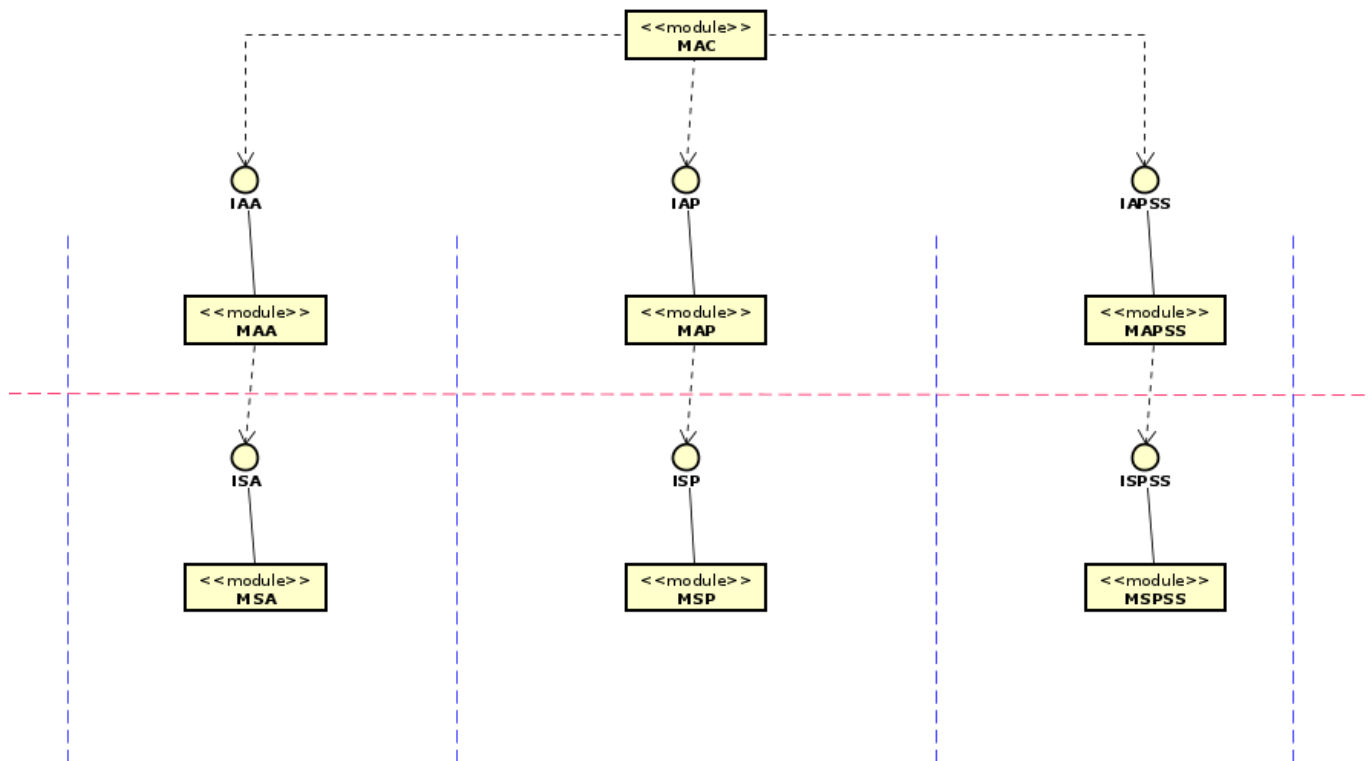 <<module>>
MAC
IAA
IAP
IAPSS
<<module>>
MAA
<<module>>
MAP
<<module>>
MAPSS
ISA
ISP
ISPSS
<<module>>
MSA
<<module>>
MSP
<<module>>
MSPSS